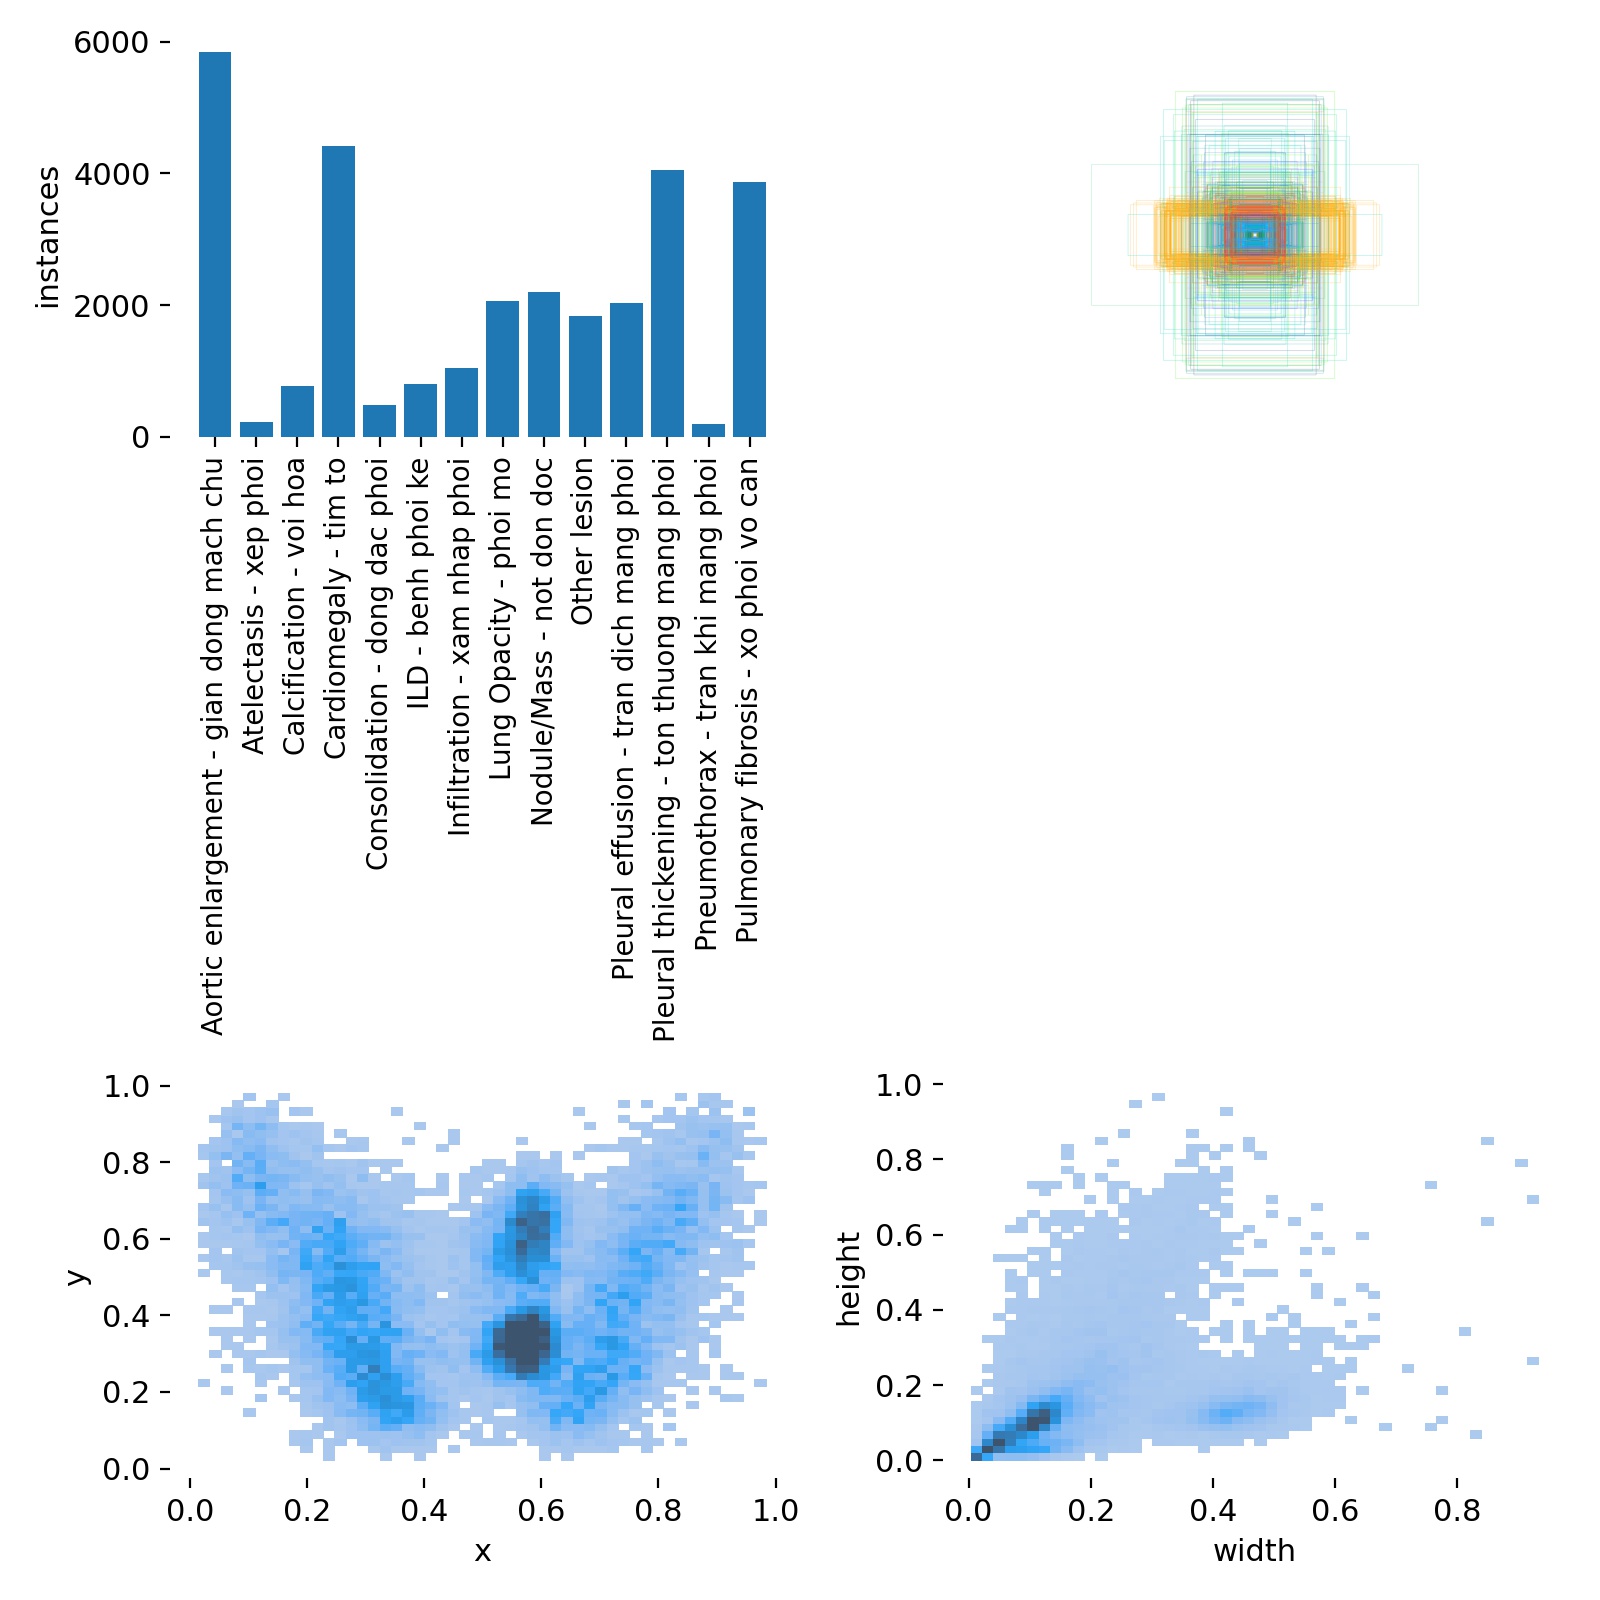 6000
4000
2000
0
instances
Aortic enlargement - gian dong mach chu
Atelectasis - xep phoi
Calcification - voi hoa
Cardiomegaly - tim to
Consolidation - dong dac phoi
ILD - benh phoi ke
Infiltration - xam nhap phoi
Lung Opacity - phoi mo
Nodule/Mass - not don doc
Other lesion
Pleural effusion - tran dich mang phoi
Pleural thickening - ton thuong mang phoi
Pneumothorax - tran khi mang phoi
Pulmonary fibrosis - xo phoi vo can
1.0
0.8
0.6
0.4
0.2
0.0
y
0.0 0.2 0.4 0.6 0.8 1.0
x
1.0
0.8
0.6
0.4
0.2
0.0
height
0.0 0.2 0.4 0.6 0.8
width